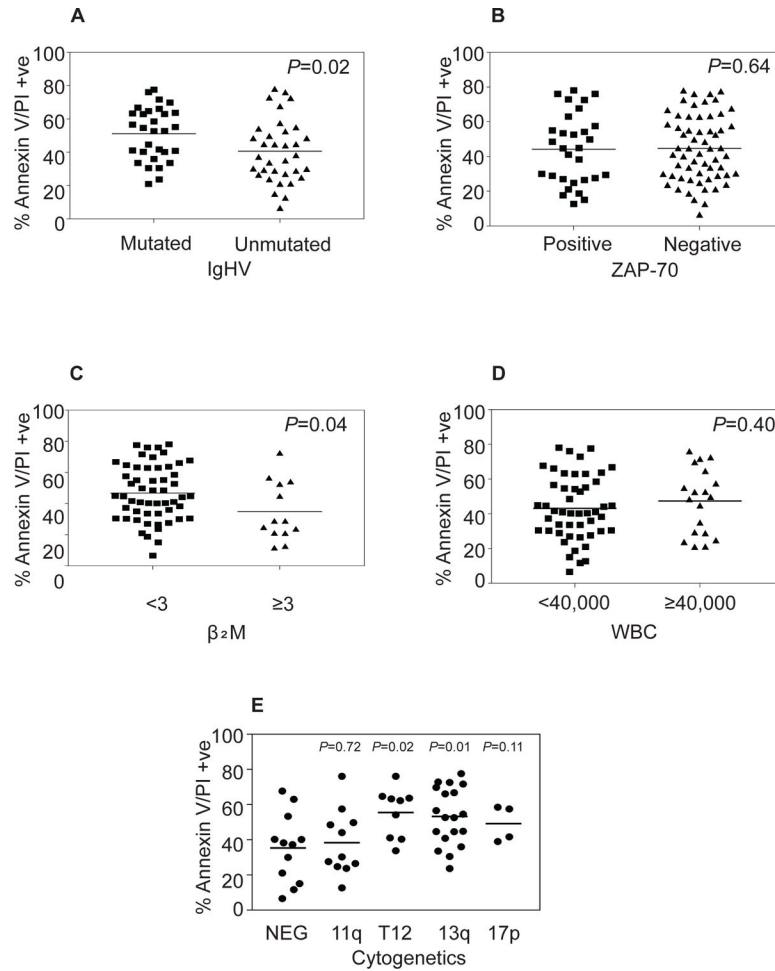 A
% Annexin V/PI +ve
100
80
60
40
20
0
P=0.02
Mutated Unmutated
IgHV
B
% Annexin V/PI +ve
100
80
60
40
20
0
P=0.64
Positive Negative
ZAP-70
C
% Annexin V/PI +ve
100
80
60
40
20
0
P=0.04
<3 ≥3
β₂M
D
% Annexin V/PI +ve
100
80
60
40
20
0
P=0.40
<40,000 ≥40,000
WBC
E
% Annexin V/PI +ve
100
80
60
40
20
0
P=0.72 P=0.02 P=0.01 P=0.11
NEG 11q T12 13q 17p
Cytogenetics